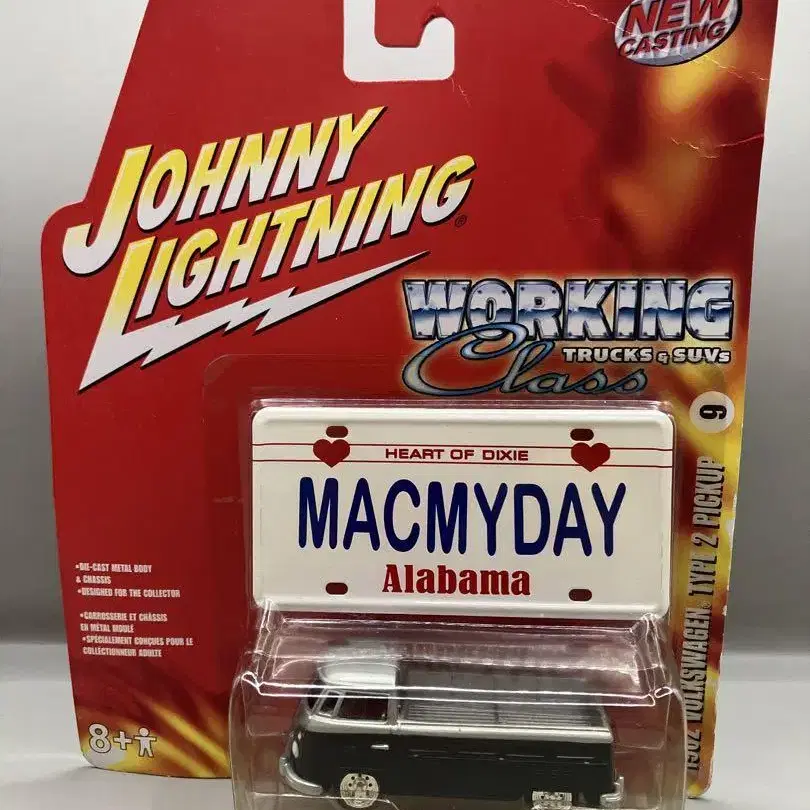 NEW
CASTING
JOHNNY
LIGHTNING®
WORKING
Class
TRUCKS & SUVs
9
1962 VOLKSWAGEN TYPE 2 PICKUP
HEART OF DIXIE
MACMYDAY
Alabama
•DIE-CAST METAL BODY
& CHASSIS
•DESIGNED FOR THE COLLECTOR
•CARROSSERIE ET CHÂSSIS
EN MÉTAL MOULÉ
•SPÉCIALEMENT CONÇUES POUR LE
COLLECTIONNEUR ADULTE
8+